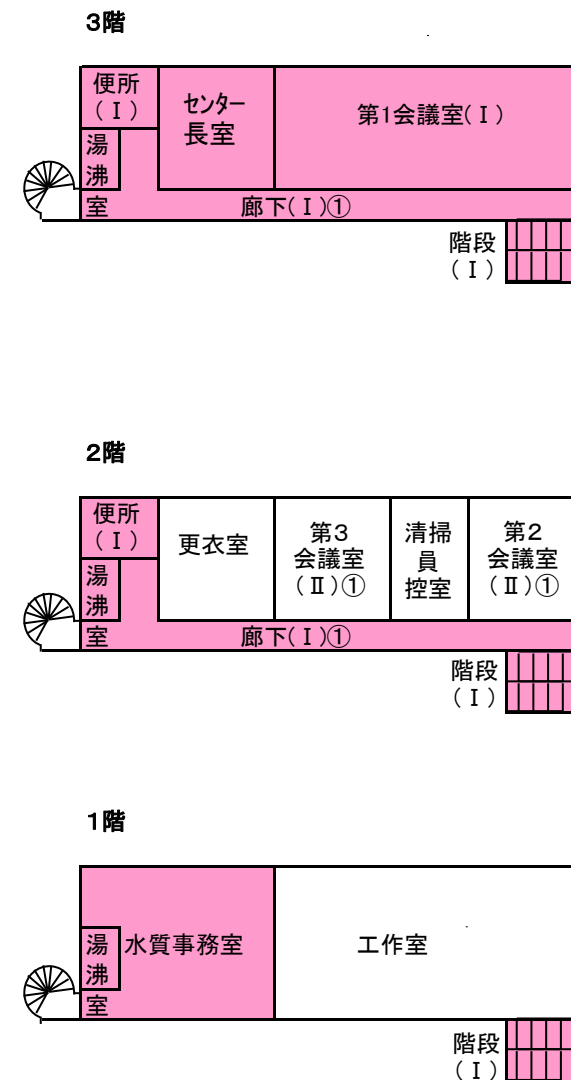 3階
便所
(Ⅰ)
センター
長室
第1会議室(Ⅰ)
湯
沸
室
廊下(Ⅰ)①
階段
(Ⅰ)
2階
便所
(Ⅰ)
更衣室
第3
会議室
(Ⅱ)①
清掃
員
控室
第2
会議室
(Ⅱ)①
湯
沸
室
廊下(Ⅰ)①
階段
(Ⅰ)
1階
湯
沸
室
水質事務室
工作室
階段
(Ⅰ)